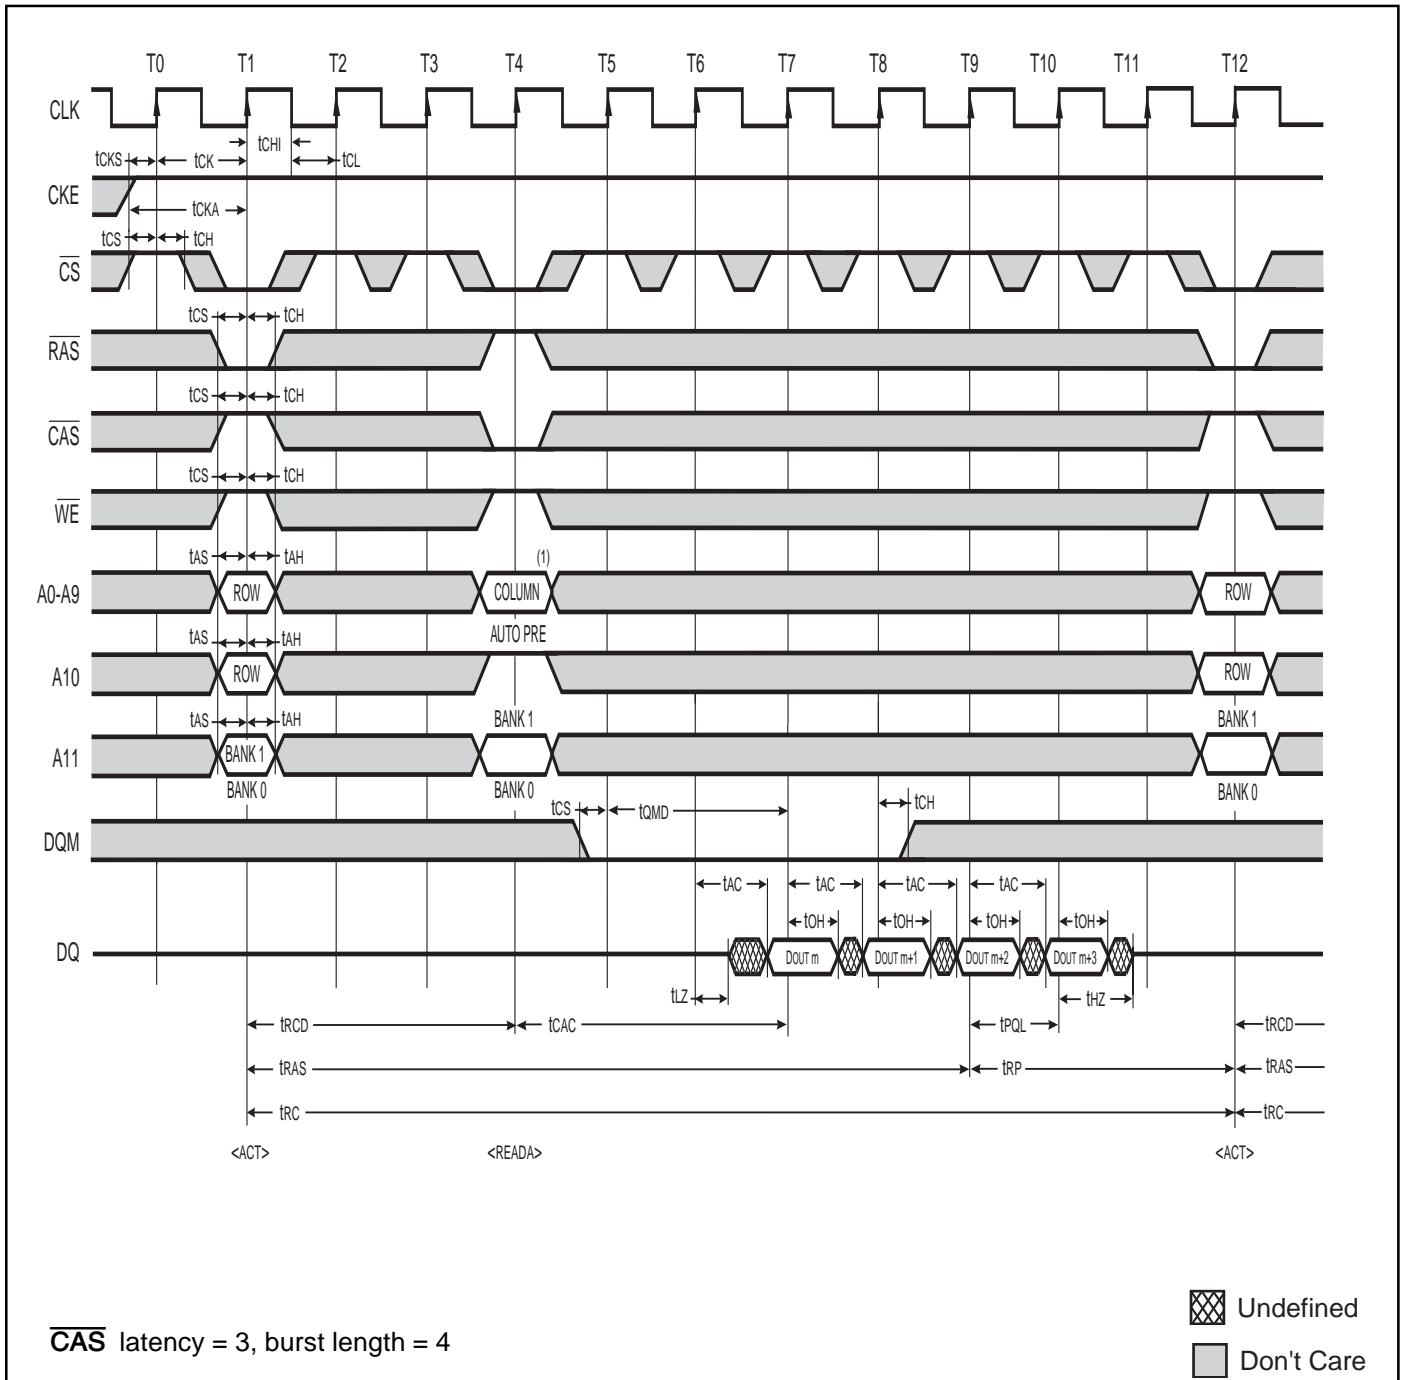 T0 T1 T2 T3 T4 T5 T6 T7 T8 T9 T10 T11 T12
CLK
tCHI
tCKS tCK tCL
CKE
tCKA
tCS tCH
CS
tCS tCH
RAS
tCS tCH
CAS
tCS tCH
WE
tAS tAH (1)
A0-A9 ROW COLUMN ROW
tAS tAH AUTO PRE
A10 ROW ROW
tAS tAH BANK 1 BANK 1
A11 BANK 1
BANK 0 BANK 0 BANK 0
tCS tQMD tCH
DQM
tAC tAC tAC tAC
tOH tOH tOH tOH
DQ DOUT m DOUT m+1 DOUT m+2 DOUT m+3
tLZ tHZ
tRCD tCAC tPQL tRCD
tRAS tRP tRAS
tRC tRC
<ACT> <READA> <ACT>
Undefined
CAS latency = 3, burst length = 4
Don't Care